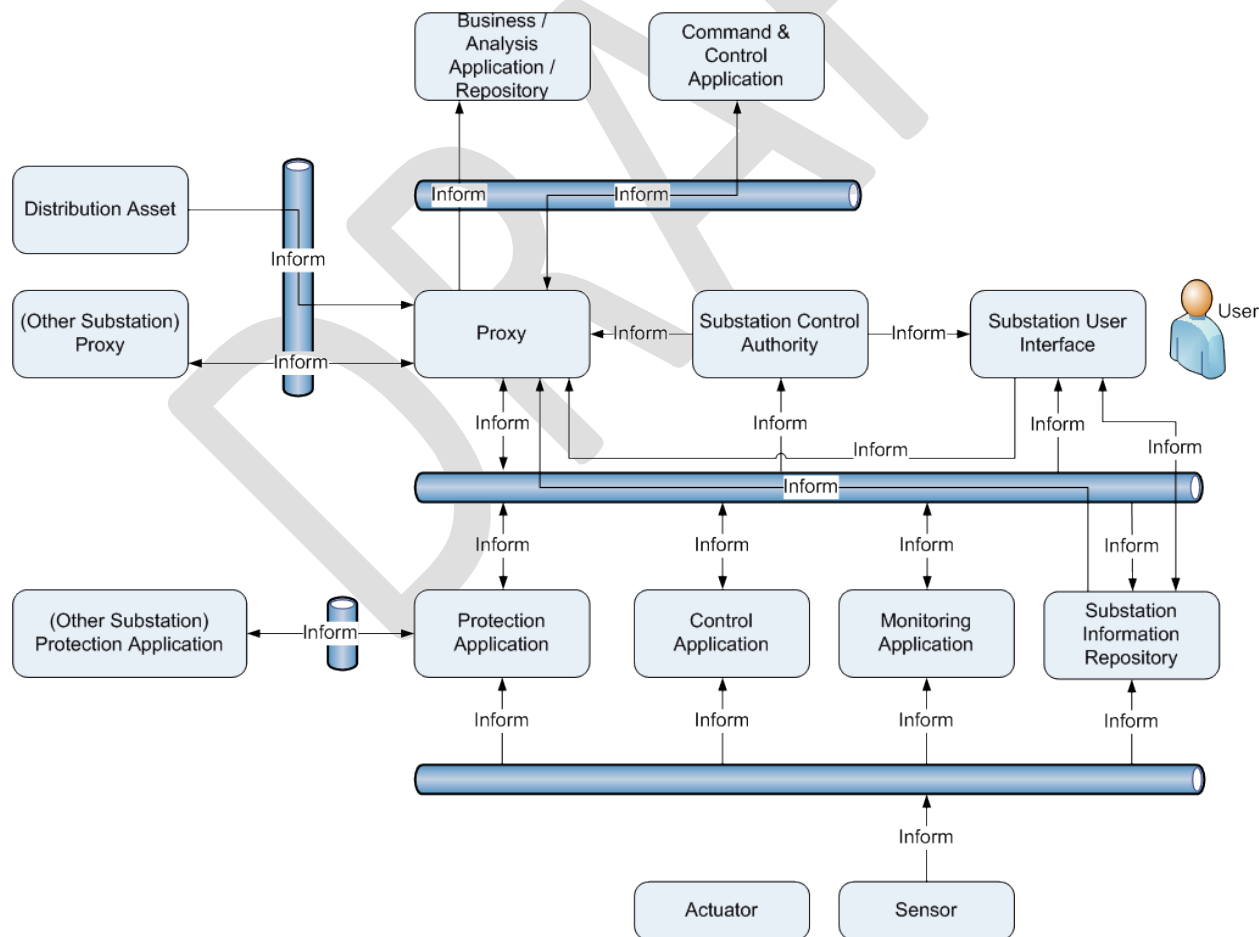 Business /
Analysis
Application /
Repository
Command &
Control
Application
Distribution Asset
Inform
Inform
Inform
(Other Substation)
Proxy
Inform
Proxy
Inform
Substation Control
Authority
Inform
Substation User
Interface
User
Inform
Inform
Inform
Inform
Inform
Inform
Inform
Inform
Inform
Inform
(Other Substation)
Protection Application
Inform
Protection
Application
Control
Application
Monitoring
Application
Substation
Information
Repository
Inform
Inform
Inform
Inform
Inform
Actuator
Sensor
DRAF